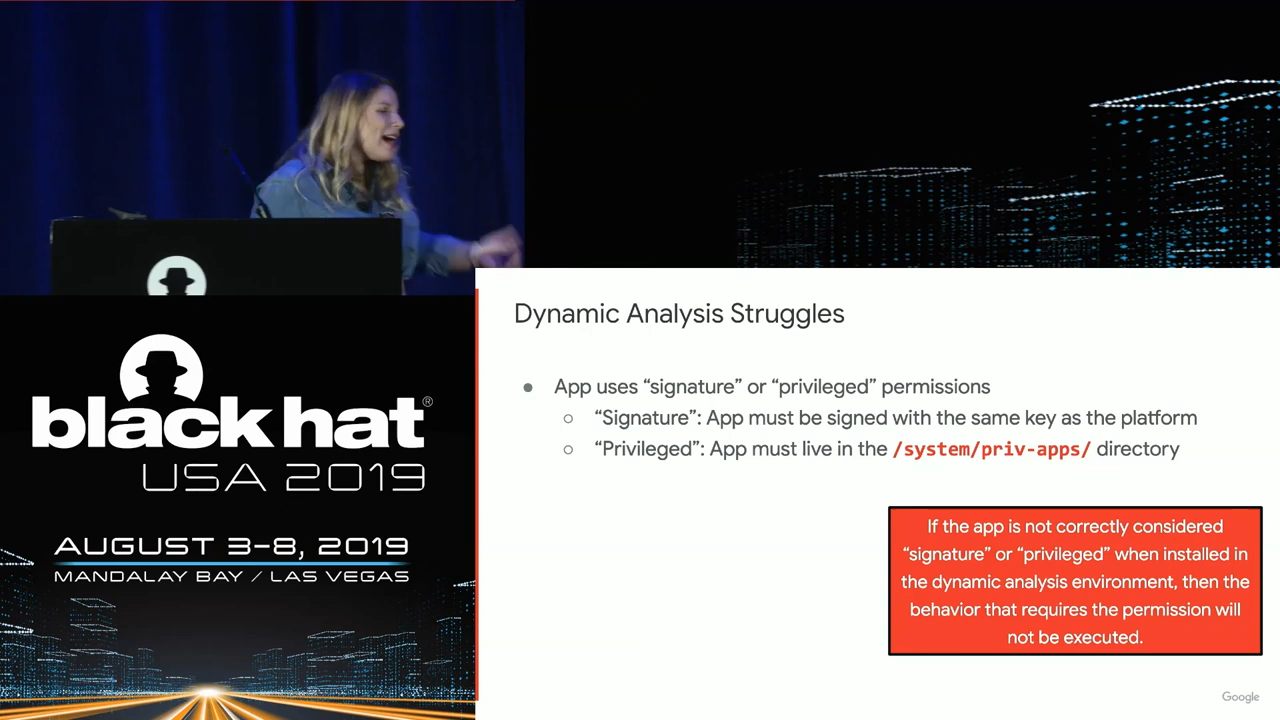 black hat®
USA 2019
AUGUST 3-8, 2019
MANDALAY BAY / LAS VEGAS
Dynamic Analysis Struggles
● App uses “signature” or “privileged” permissions
○ “Signature”: App must be signed with the same key as the platform
○ “Privileged”: App must live in the /system/priv-apps/ directory
If the app is not correctly considered
“signature” or “privileged” when installed in
the dynamic analysis environment, then the
behavior that requires the permission will
not be executed.
Google